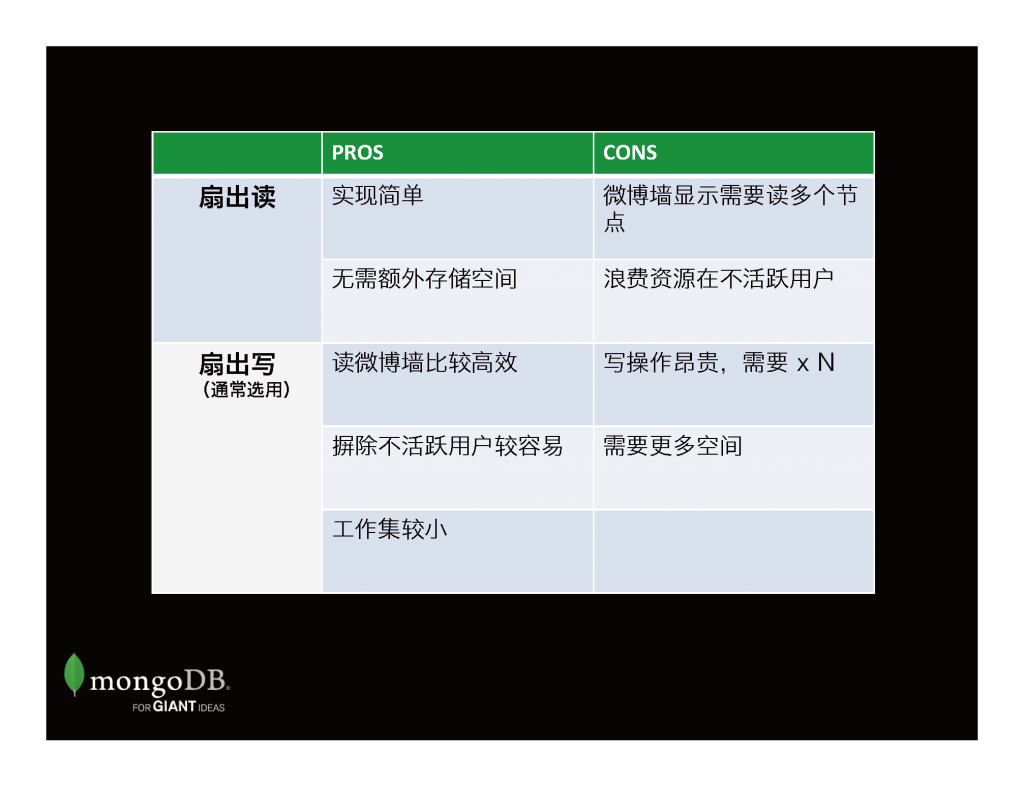 PROS
CONS
扇出读
实现简单
微博墙显示需要读多个节
点
无需额外存储空间
浪费资源在不活跃用户
扇出写
（通常选用）
读微博墙比较高效
写操作昂贵，需要 x N
摒除不活跃用户较容易
需要更多空间
工作集较小
mongoDB®
FOR GIANT IDEAS